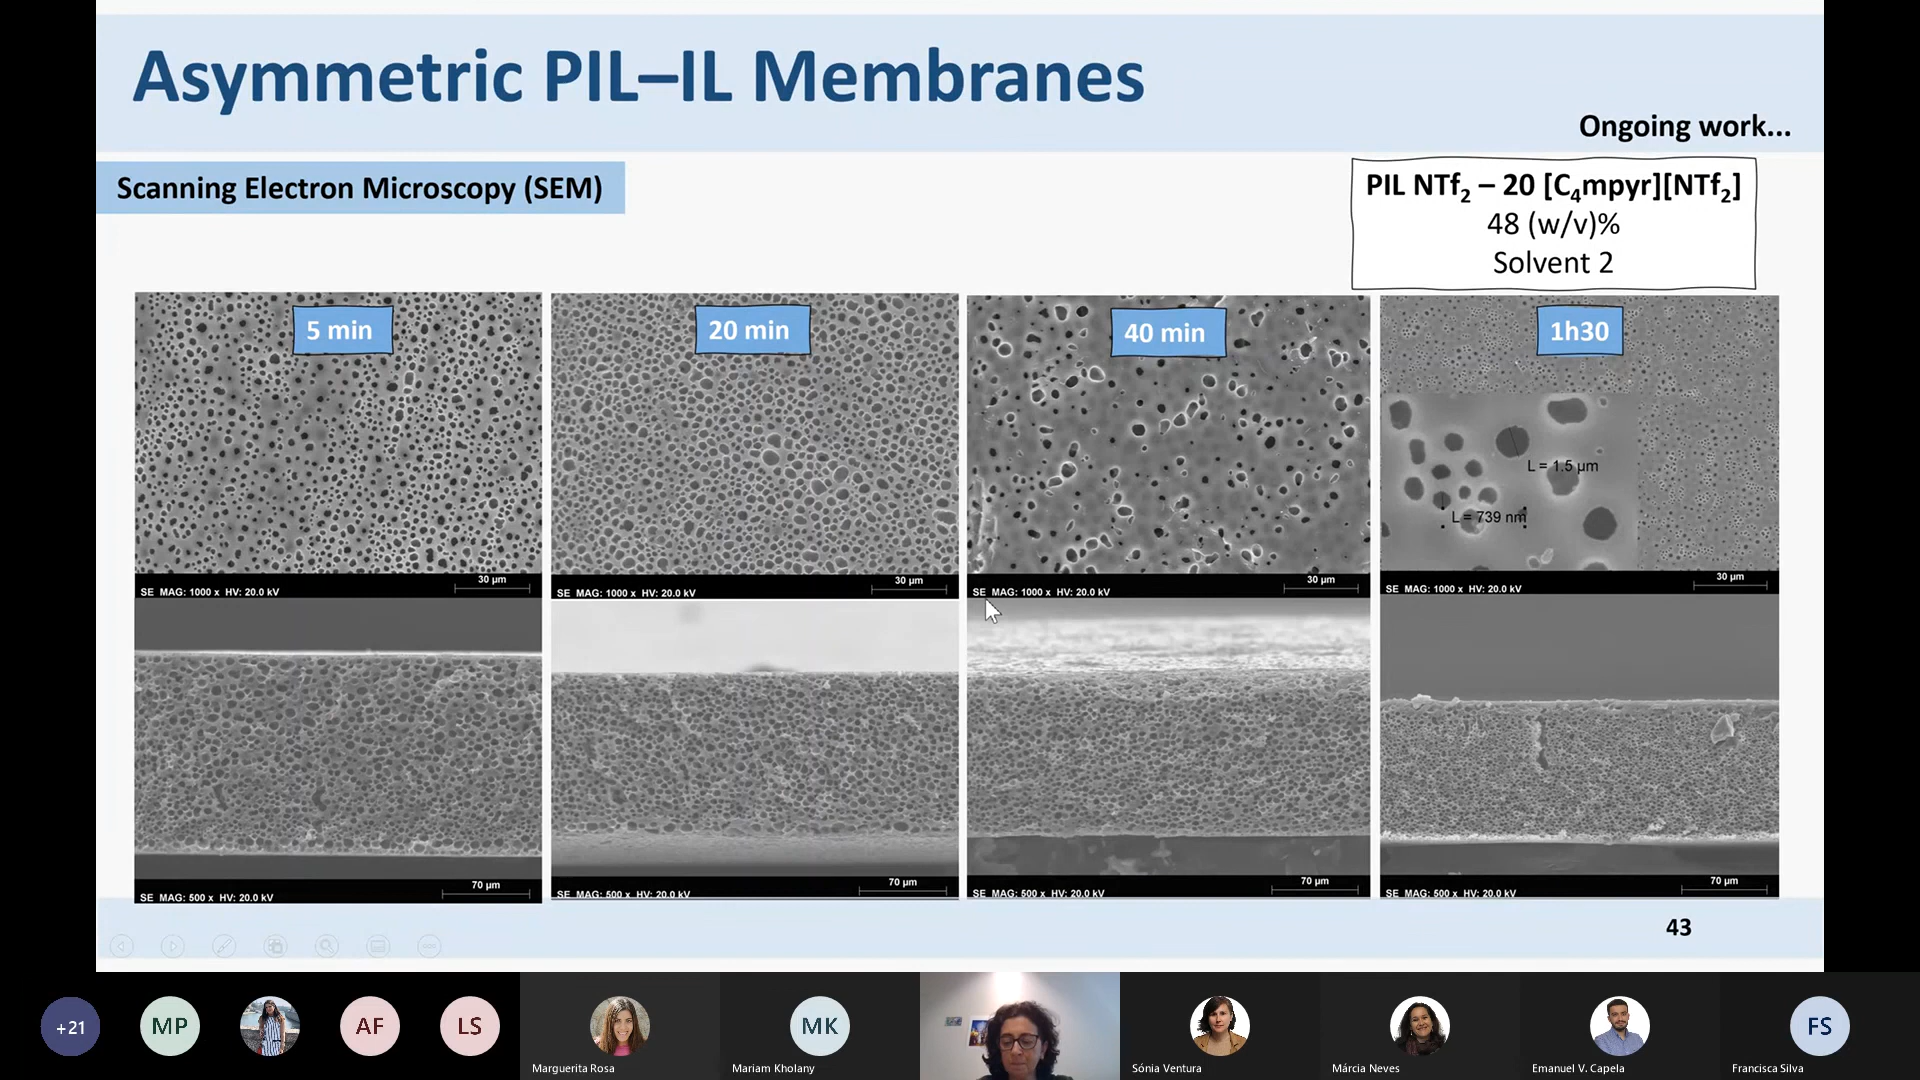 Asymmetric PIL–IL Membranes
Ongoing work...
Scanning Electron Microscopy (SEM)
PIL NTf2 – 20 [C4mpyr][NTf2]
48 (w/v)%
Solvent 2
5 min
20 min
40 min
1h30
L = 1.5 µm
L = 739 nm
30 µm
SE MAG: 1000 x HV: 20.0 kV
30 µm
SE MAG: 1000 x HV: 20.0 kV
30 µm
SE MAG: 1000 x HV: 20.0 kV
30 µm
SE MAG: 1000 x HV: 20.0 kV
70 µm
SE MAG: 500 x HV: 20.0 kV
70 µm
SE MAG: 500 x HV: 20.0 kV
70 µm
SE MAG: 500 x HV: 20.0 kV
70 µm
SE MAG: 500 x HV: 20.0 kV
43
+21
MP
AF
LS
Marguerita Rosa
MK
Mariam Kholany
Sónia Ventura
Márcia Neves
Emanuel V. Capela
FS
Francisca Silva